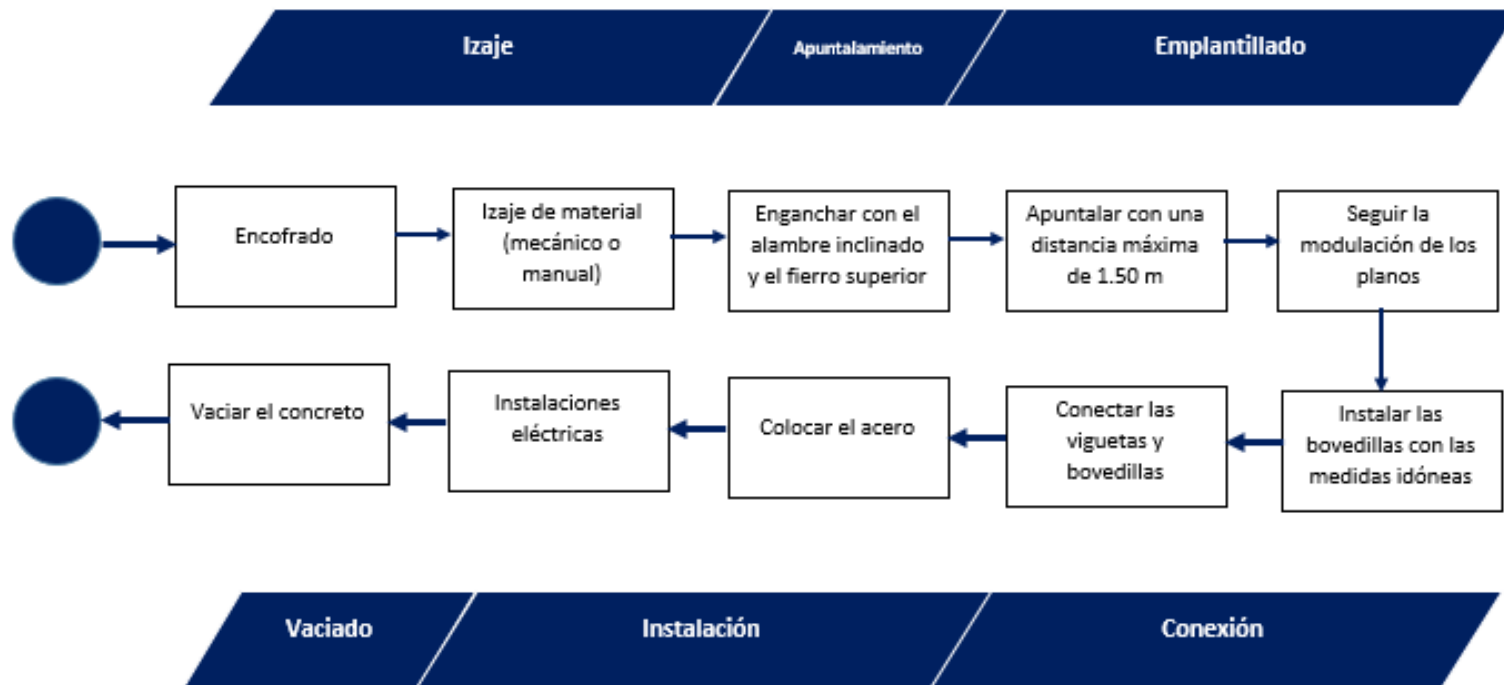 Izaje
Apuntalamiento
Emplantillado
Encofrado
Izaje de material
(mecánico o
manual)
Enganchar con el
alambre inclinado
y el fierro superior
Apuntalar con una
distancia máxima
de 1.50 m
Seguir la
modulación de los
planos
Vaciar el concreto
Instalaciones
eléctricas
Colocar el acero
Conectar las
viguetas y
bovedillas
Instalar las
bovedillas con las
medidas idóneas
Vaciado
Instalación
Conexión